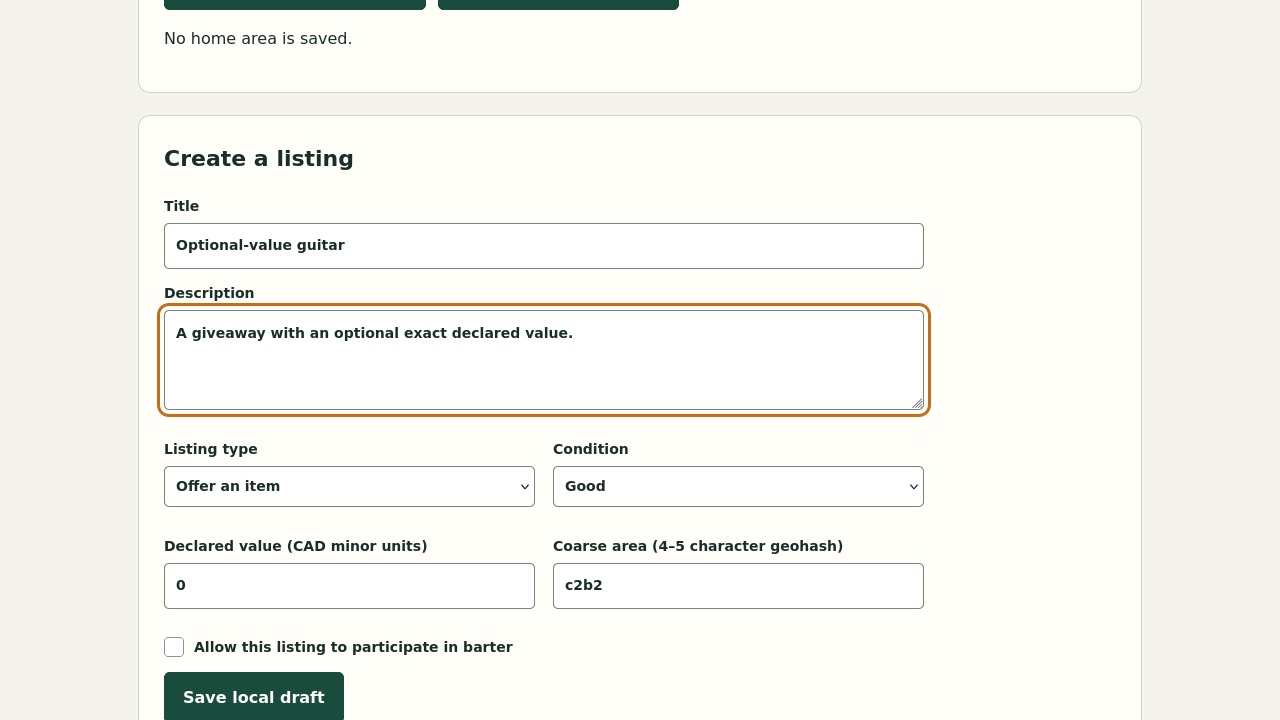 No home area is saved.
Create a listing
Title
Optional-value guitar
Description
A giveaway with an optional exact declared value.
Listing type
Condition
Offer an item
Good
Declared value (CAD minor units)
Coarse area (4–5 character geohash)
0
c2b2
Allow this listing to participate in barter
Save local draft